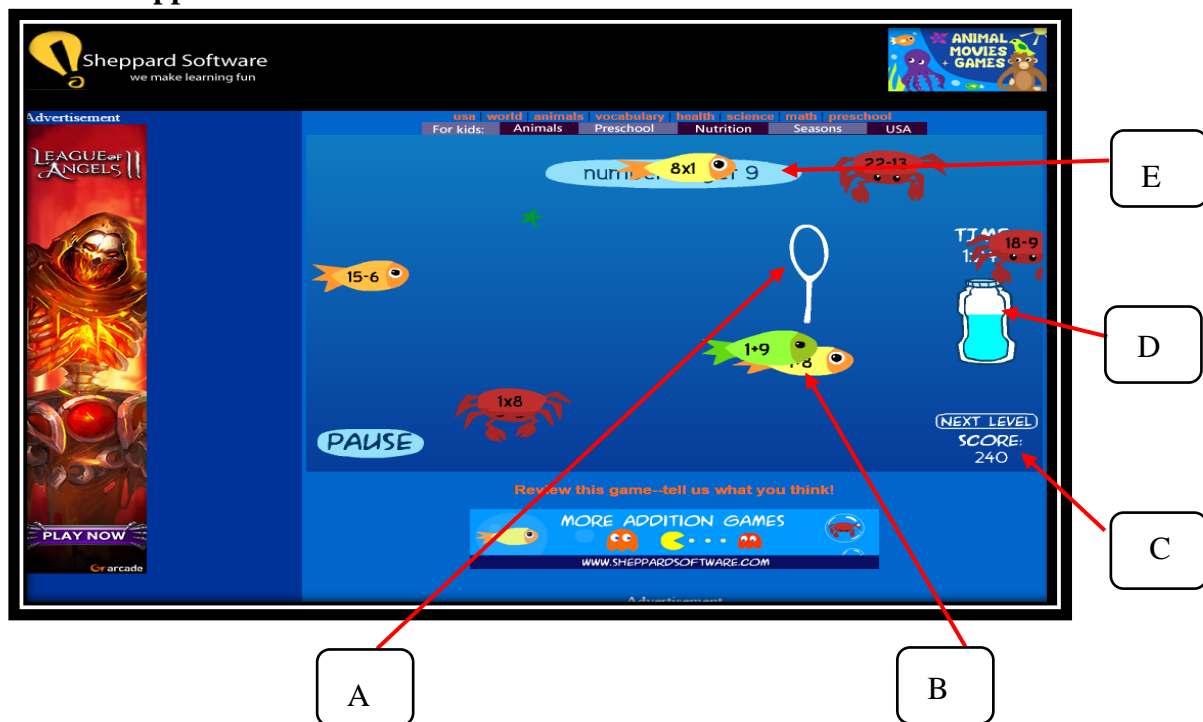 Sheppard Software
we make learning fun
ANIMAL
MOVIES
+ GAMES
Advertisement
usa | world | animals | vocabulary | health | science | math | preschool
For kids: Animals Preschool Nutrition Seasons USA
LEAGUE OF
ANGELS II
8x1
9
22-13
E
18-9
15-6
D
1+9
1x8
PAUSE
NEXT LEVEL
SCORE:
240
Review this game--tell us what you think!
MORE ADDITION GAMES
WWW.SHEPPARDSOFTWARE.COM
PLAY NOW
arcade
C
Advertisement
A
B